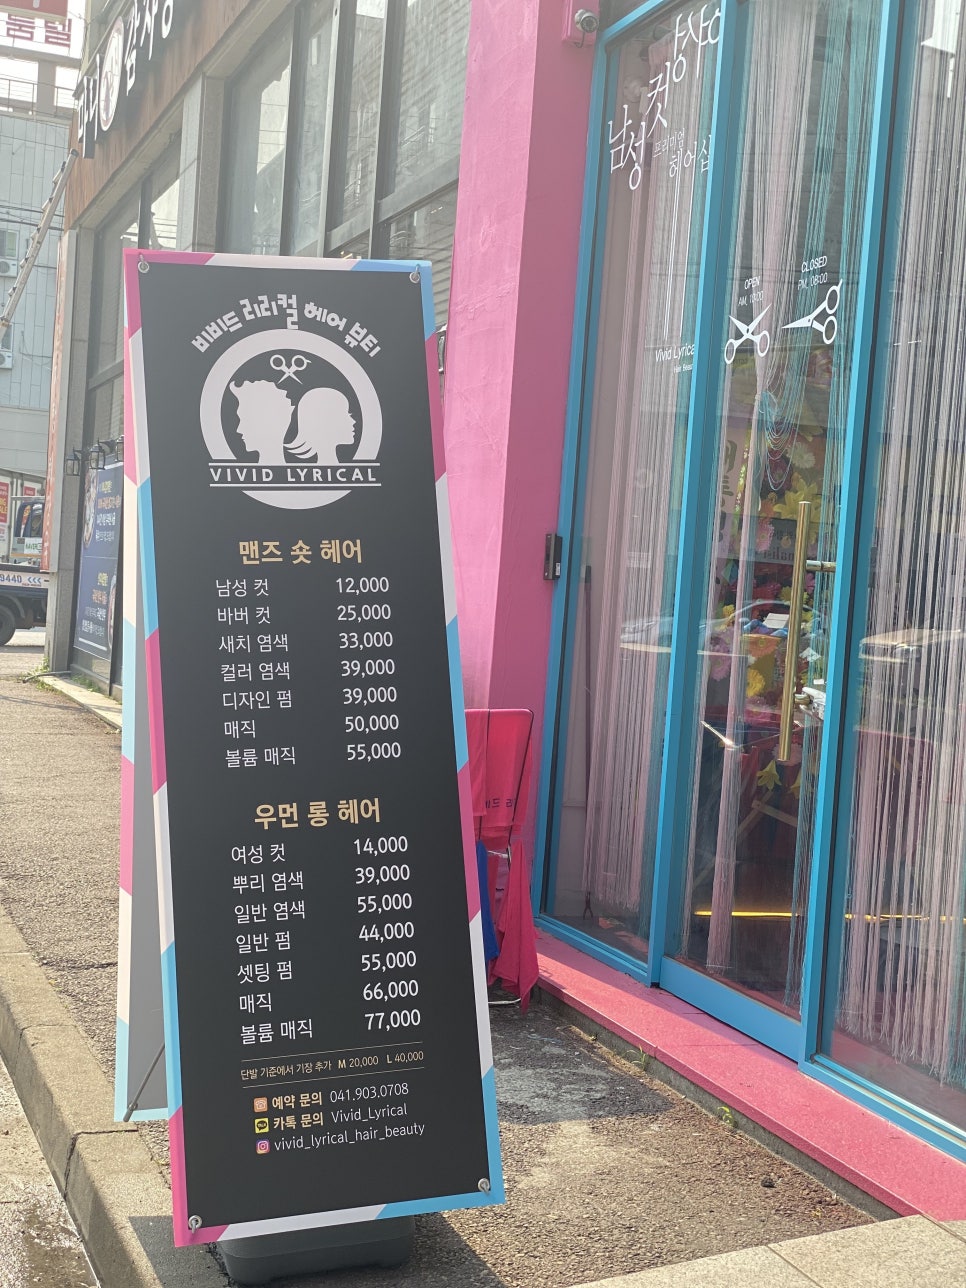 비비드 리리컬 헤어 뷰티
VIVID LYRICAL
맨즈 숏 헤어
남성 컷 12,000
바버 컷 25,000
새치 염색 33,000
컬러 염색 39,000
디자인 펌 39,000
매직 50,000
볼륨 매직 55,000
우먼 롱 헤어
여성 컷 14,000
뿌리 염색 39,000
일반 염색 55,000
일반 펌 44,000
셋팅 펌 55,000
매직 66,000
볼륨 매직 77,000
단발 기준에서 기장 추가 M 20,000 L 40,000
예약 문의 041.903.0708
카톡 문의 Vivid_Lyrical
vivid_lyrical_hair_beauty
남성 컷
프리미엄
헤어 샵
OPEN
AM. 10:00
CLOSED
PM. 08:00
Vivid Lyrica
9440